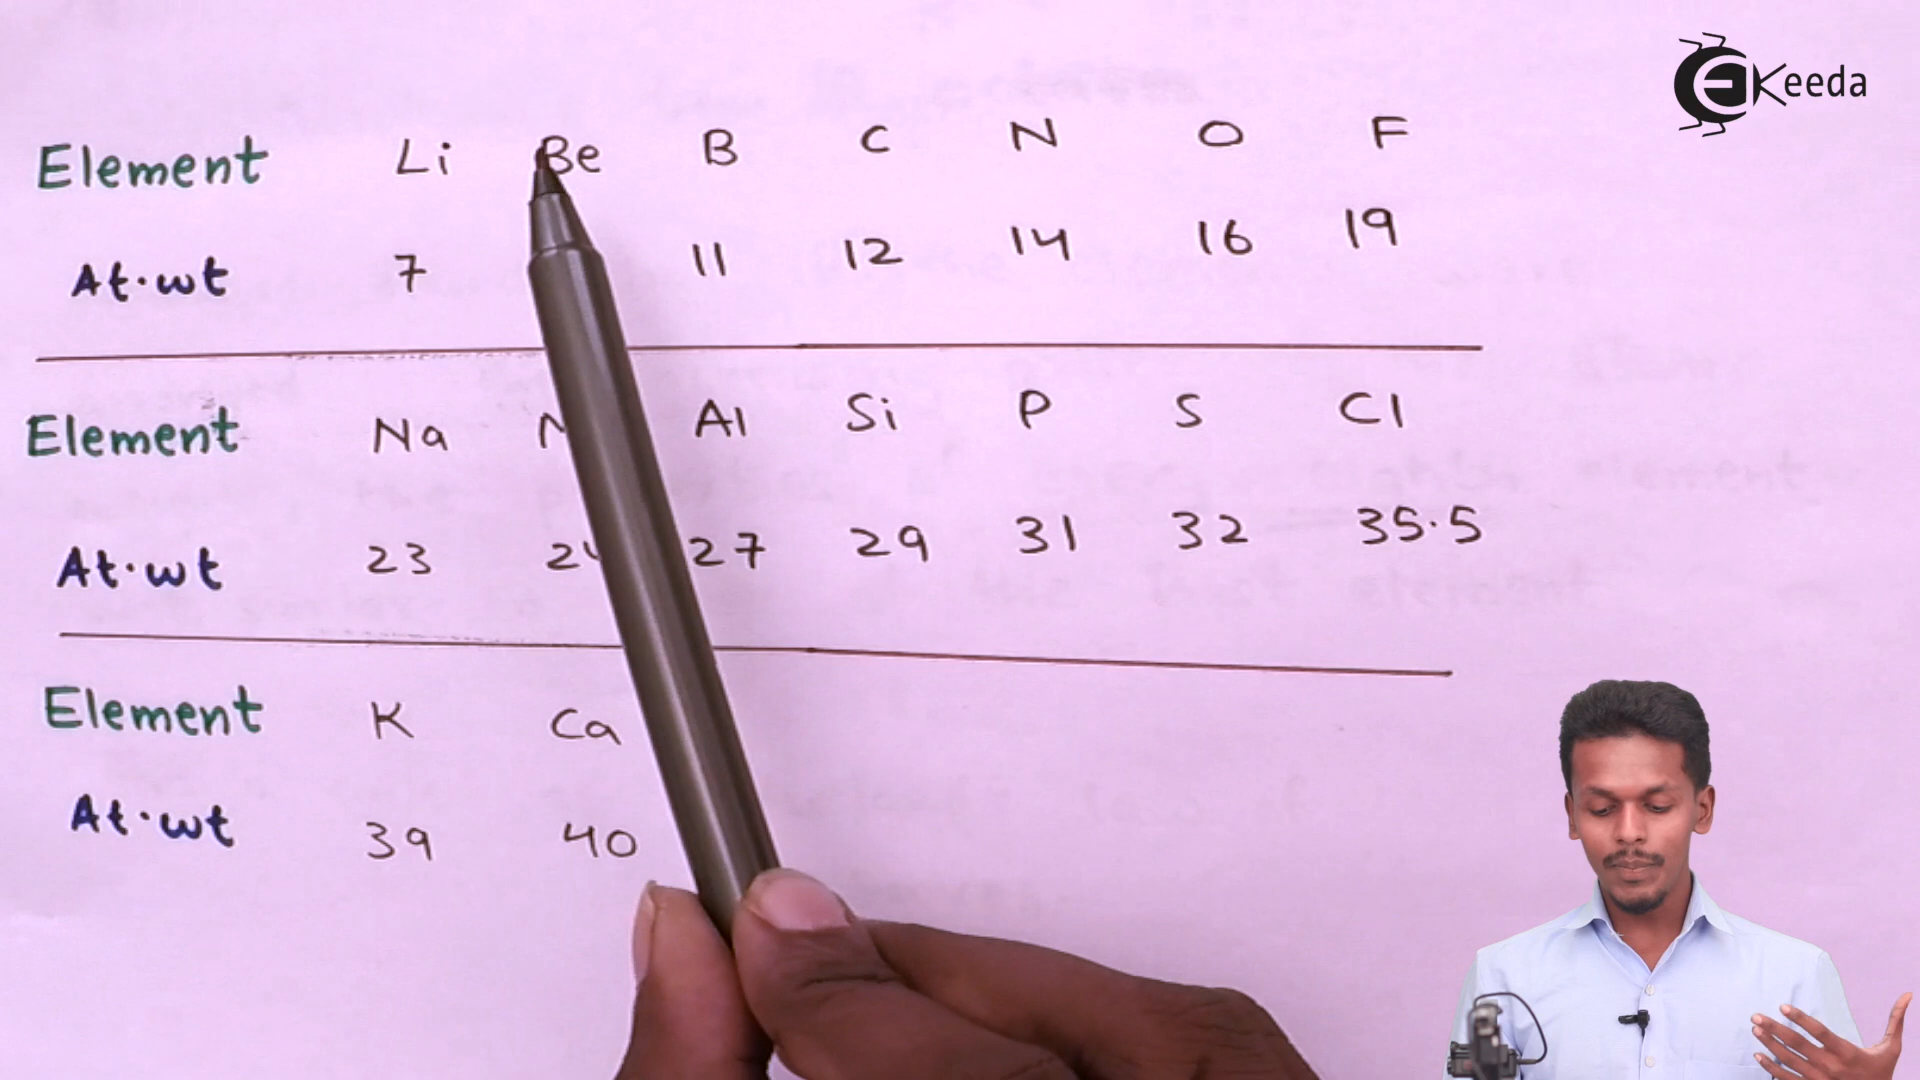 EKeeda
Element Li Be B C N O F
At.wt 7 11 12 14 16 19
Element Na Al Si P S Cl
At.wt 23 27 29 31 32 35.5
Element K Ca
At.wt 39 40